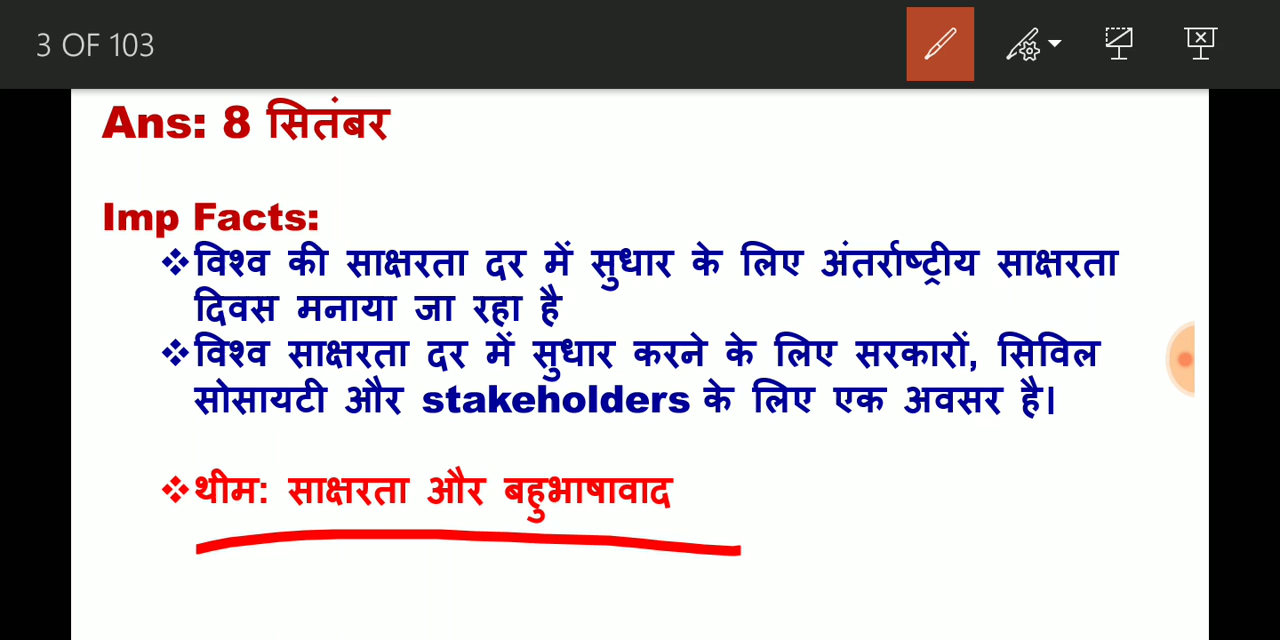 3 OF 103
Ans: 8 सितंबर
Imp Facts:
❖विश्व की साक्षरता दर में सुधार के लिए अंतर्राष्ट्रीय साक्षरता
दिवस मनाया जा रहा है
❖विश्व साक्षरता दर में सुधार करने के लिए सरकारों, सिविल
सोसायटी और stakeholders के लिए एक अवसर है।
❖थीम: साक्षरता और बहुभाषावाद